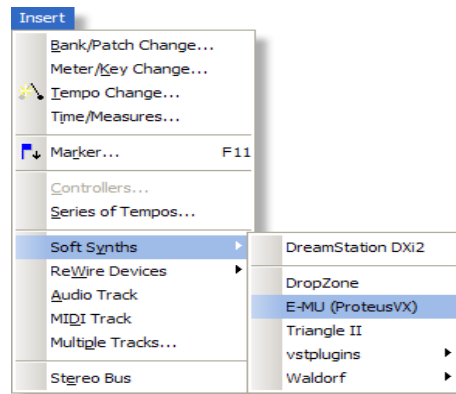 Insert
Bank/Patch Change...
Meter/Key Change...
Tempo Change...
Time/Measures...
Marker... F11
Controllers...
Series of Tempos...
Soft Synths
ReWire Devices
Audio Track
MIDI Track
Multiple Tracks...
Stereo Bus
DreamStation DXi2
DropZone
E-MU (ProteusVX)
Triangle II
vstplugins
Waldorf